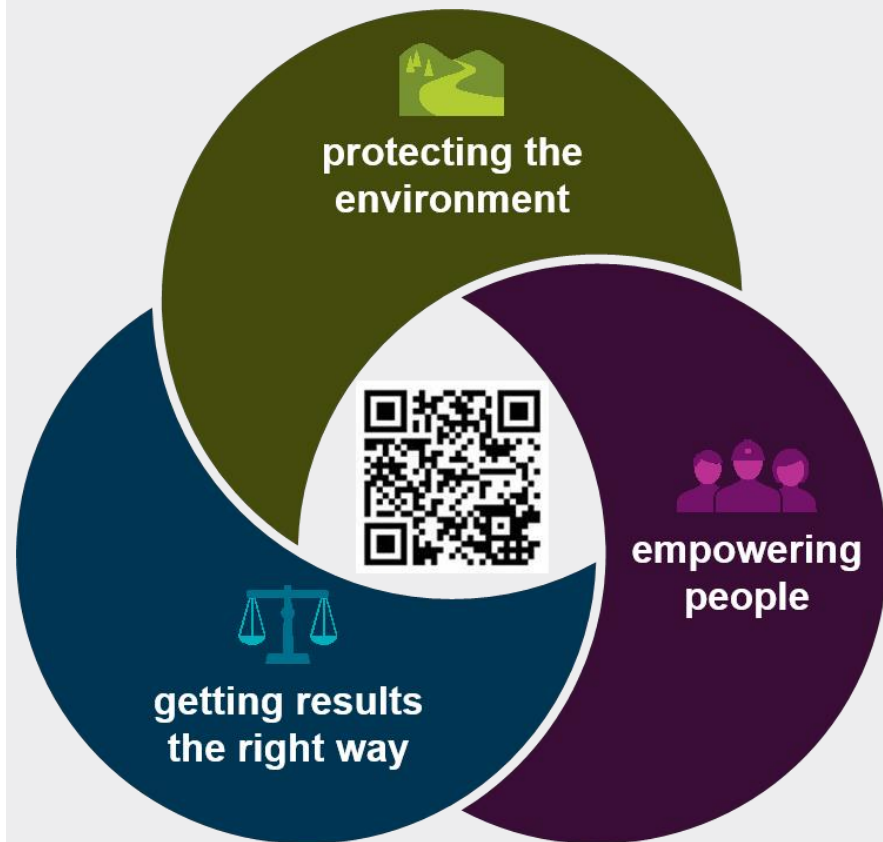 protecting the
environment
empowering
people
getting results
the right way